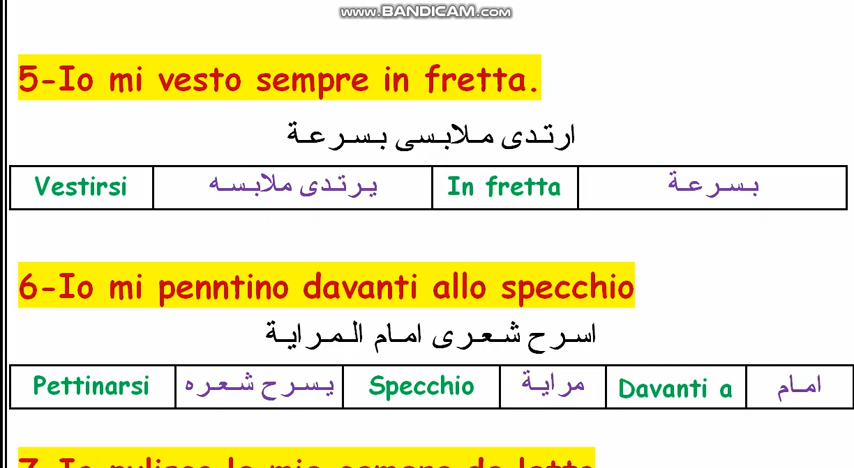 www.BANDICAM.com
5-Io mi vesto sempre in fretta.
ارتدى ملابسى بسرعة
Vestirsi يرتدى ملابسه In fretta بسرعة
6-Io mi penntino davanti allo specchio
اسرح شعرى امام المراية
Pettinarsi يسرح شعره Specchio مراية Davanti a امام